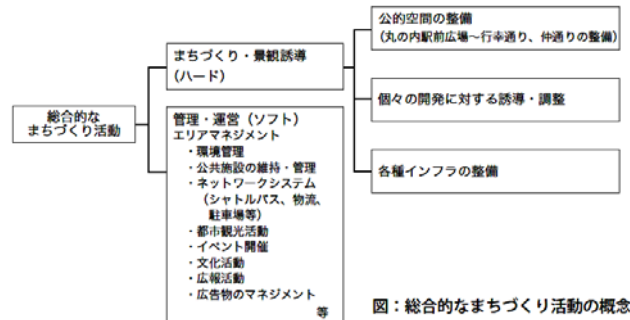 総合的な
まちづくり活動
まちづくり・景観誘導
（ハード）
管理・運営（ソフト）
エリアマネジメント
・環境管理
・公共施設の維持・管理
・ネットワークシステム
（シャトルバス、物流、
駐車場等）
・都市観光活動
・イベント開催
・文化活動
・広報活動
・広告物のマネジメント
等
公的空間の整備
（丸の内駅前広場〜行幸通り、仲通りの整備）
個々の開発に対する誘導・調整
各種インフラの整備
図：総合的なまちづくり活動の概念